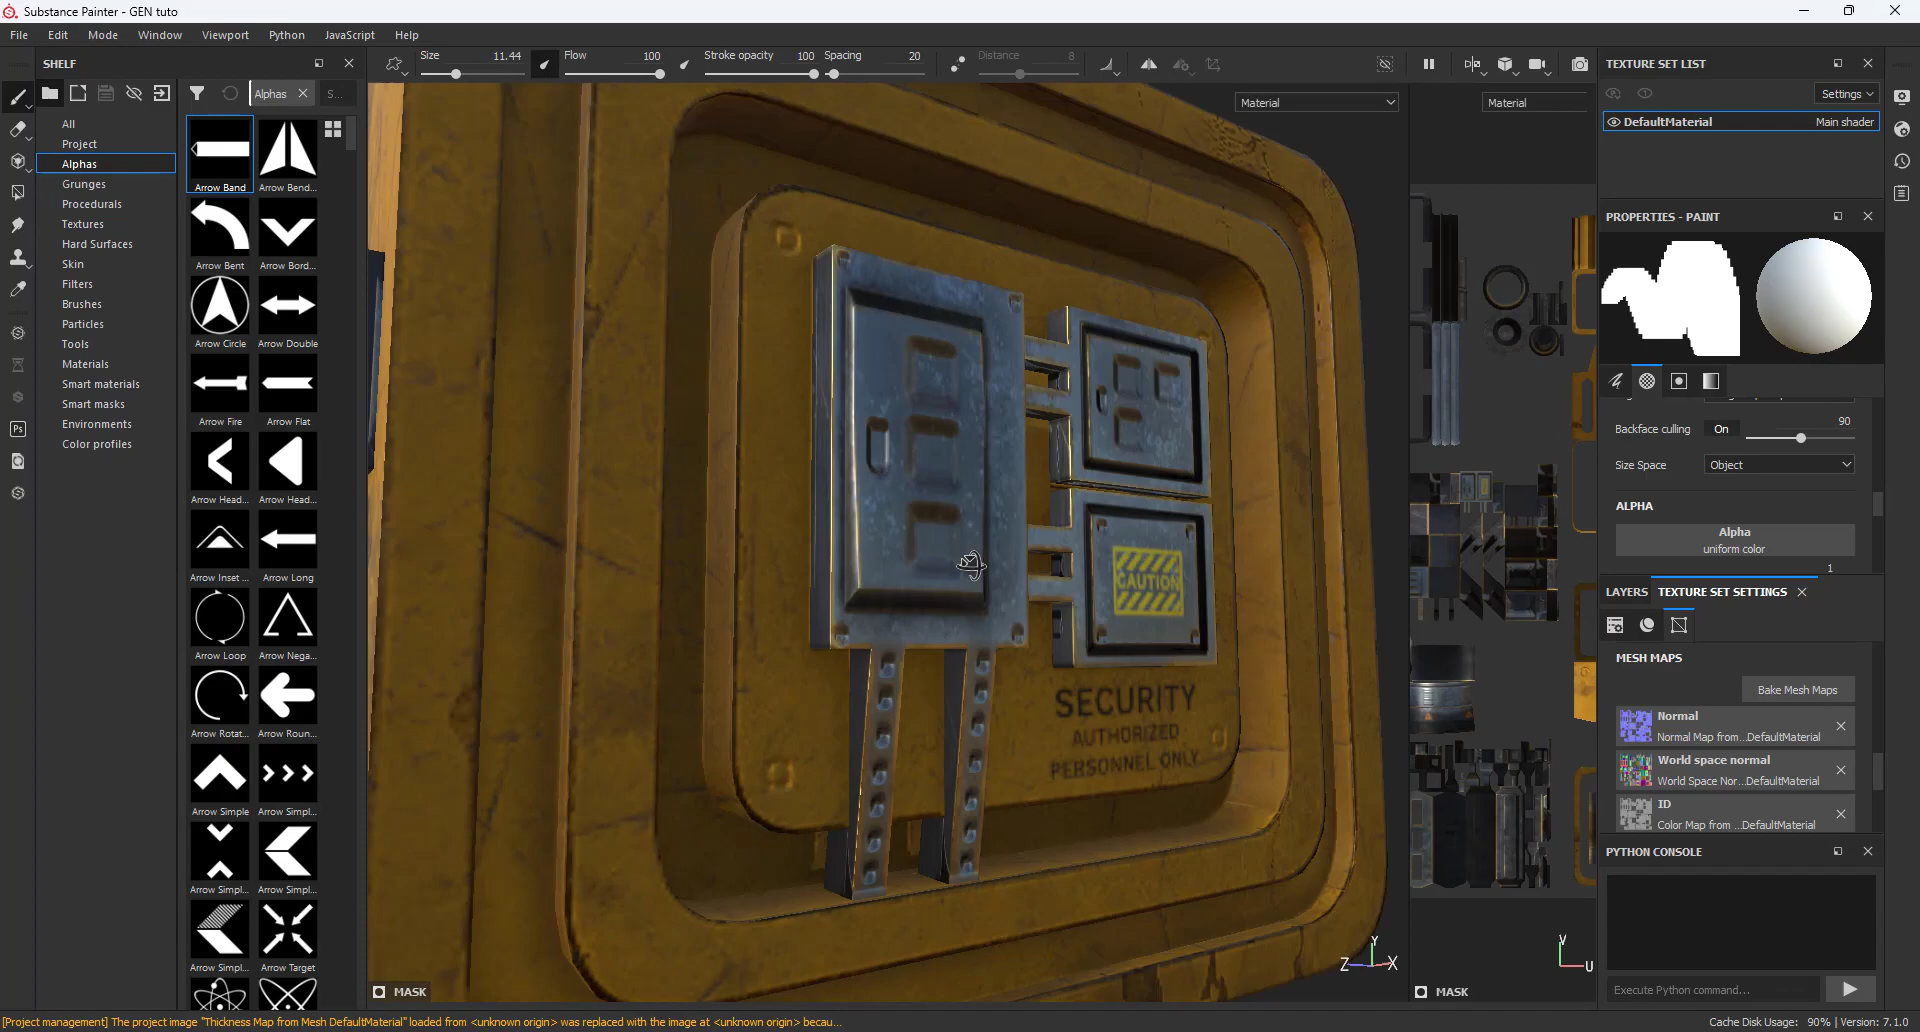 Substance Painter - GEN tuto
File Edit Mode Window Viewport Python JavaScript Help
SHELF
Size 11.44 Flow 100 Stroke opacity 100 Spacing 20 Distance 8
Alphas S...
All
Project
Alphas
Grunges
Procedurals
Textures
Hard Surfaces
Skin
Filters
Brushes
Particles
Tools
Materials
Smart materials
Smart masks
Environments
Color profiles
Ps
Arrow Band Arrow Bend...
Arrow Bent Arrow Bord...
Arrow Circle Arrow Double
Arrow Fire Arrow Flat
Arrow Head... Arrow Head...
Arrow Inset ... Arrow Long
Arrow Loop Arrow Nega...
Arrow Rotat... Arrow Roun...
Arrow Simple Arrow Simpl...
Arrow Simpl... Arrow Simpl...
Arrow Simpl... Arrow Target
Material
Material
CAUTION
SECURITY
AUTHORIZED
PERSONNEL ONLY
Y
Z X
V
U
MASK
MASK
TEXTURE SET LIST
Settings
DefaultMaterial Main shader
PROPERTIES - PAINT
Backface culling On 90
Size Space Object
ALPHA
Alpha
uniform color
1
LAYERS TEXTURE SET SETTINGS
MESH MAPS
Bake Mesh Maps
Normal
Normal Map from...DefaultMaterial
World space normal
World Space Nor...DefaultMaterial
ID
Color Map from ...DefaultMaterial
PYTHON CONSOLE
Execute Python command...
[Project management] The project image "Thickness Map from Mesh DefaultMaterial" loaded from <unknown origin> was replaced with the image at <unknown origin> becau...
Cache Disk Usage: 90% | Version: 7.1.0